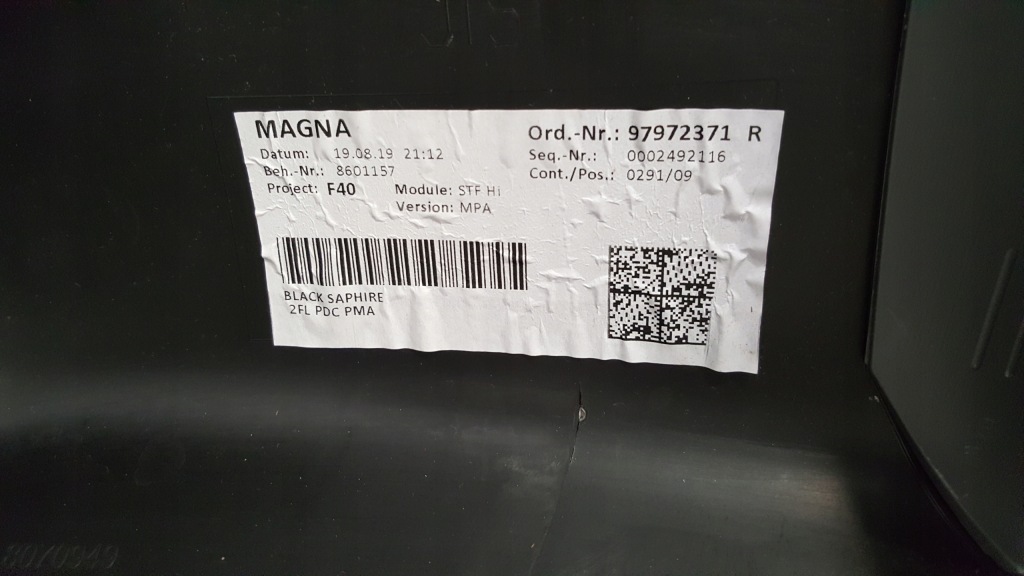 MAGNA
Ord.-Nr.: 97972371 R
Datum: 19.08.19 21:12
Seq.-Nr.: 0002492116
Beh.-Nr.: 8601157
Cont./Pos.: 0291/09
Project: F40 Module: STF Hi
Version: MPA
BLACK SAPHIRE
2FL PDC PMA
8070949